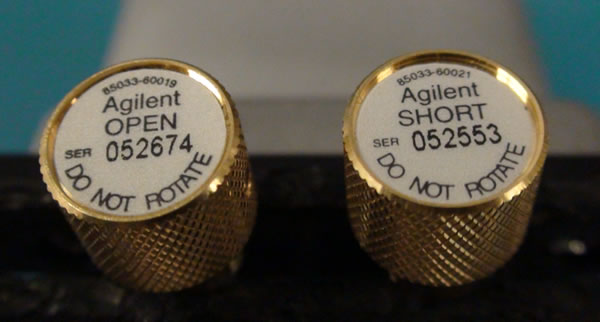 85033-60019
Agilent
OPEN
SER 052674
DO NOT ROTATE
85033-60021
Agilent
SHORT
SER 052553
DO NOT ROTATE